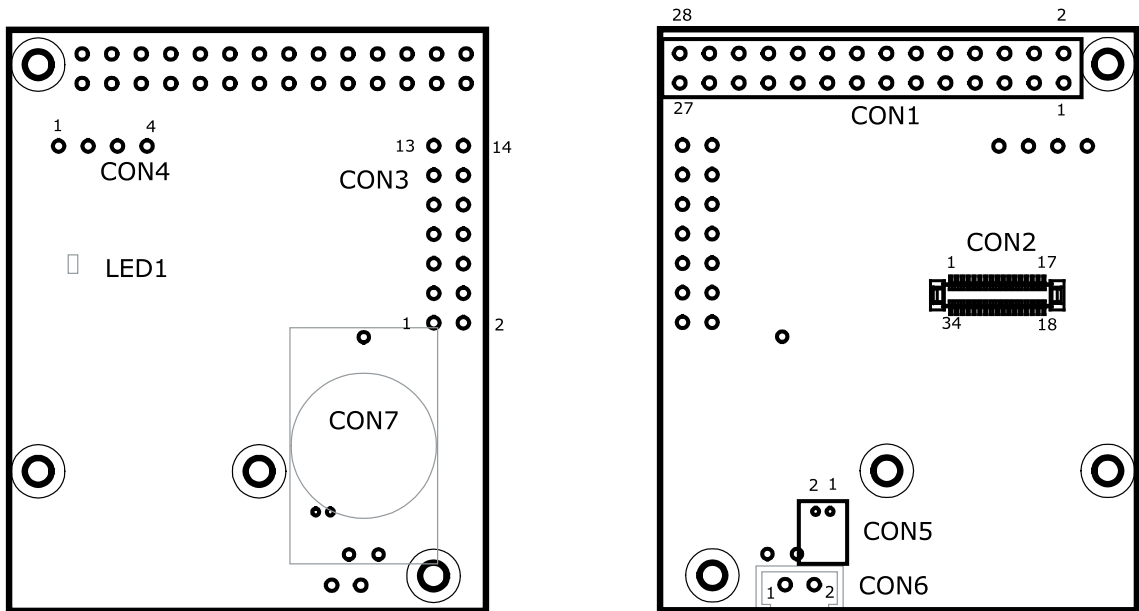 28 2
27 1
CON1
1 4
CON4
13 14
CON3
CON2
1 17
LED1
34 18
1 2
CON7
2 1
CON5
CON6
1 2